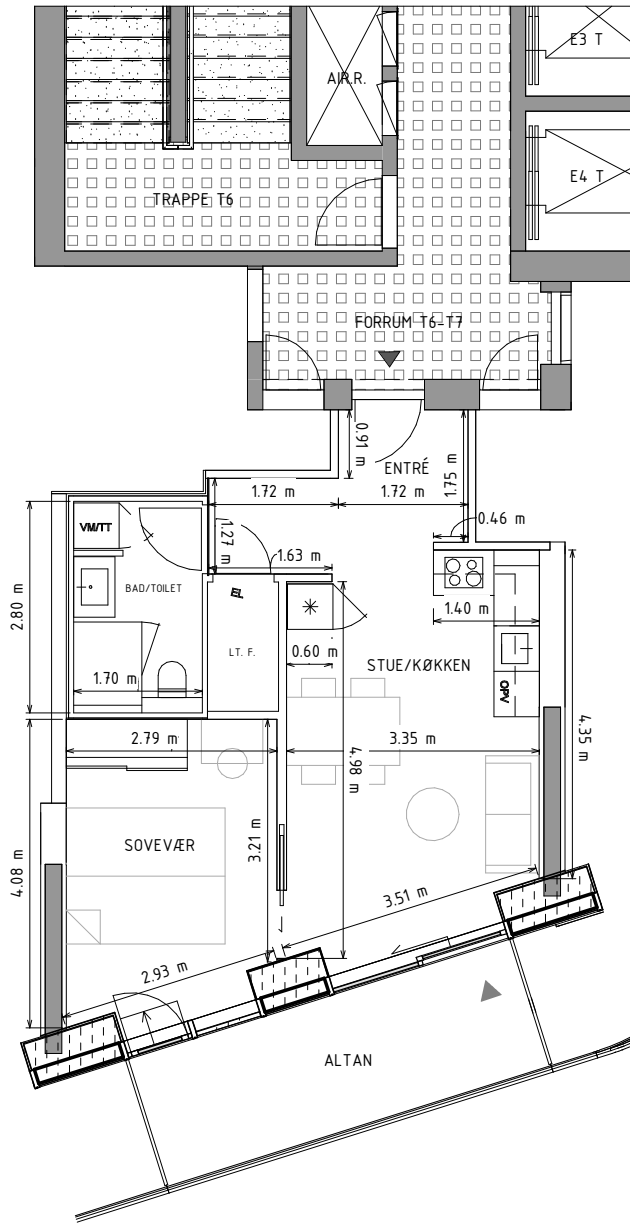 E3 T
AIR.R.
E4 T
TRAPPE T6
FORRUM T6-T7
0.91 m
ENTRÉ
1.75 m
1.72 m
1.72 m
0.46 m
VM/TT
1.27 m
1.63 m
2.80 m
BAD/TOILET
EL
1.40 m
LT. F.
0.60 m
STUE/KØKKEN
1.70 m
OPV
2.79 m
3.35 m
4.98 m
4.35 m
SOVEVÆR
3.21 m
4.08 m
3.51 m
2.93 m
ALTAN